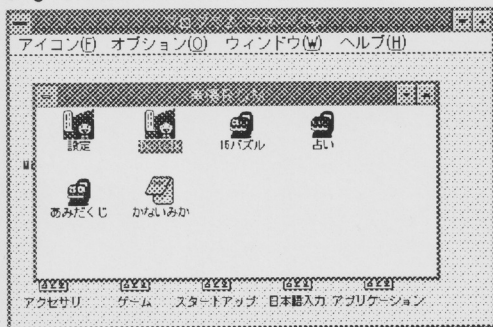 アイコン(F) オプション(O) ウィンドウ(W) ヘルプ(H)
設定
15パズル
占い
あみだくじ
かないみか
アクセサリ ゲーム スタートアップ 日本語入力 アプリケーション